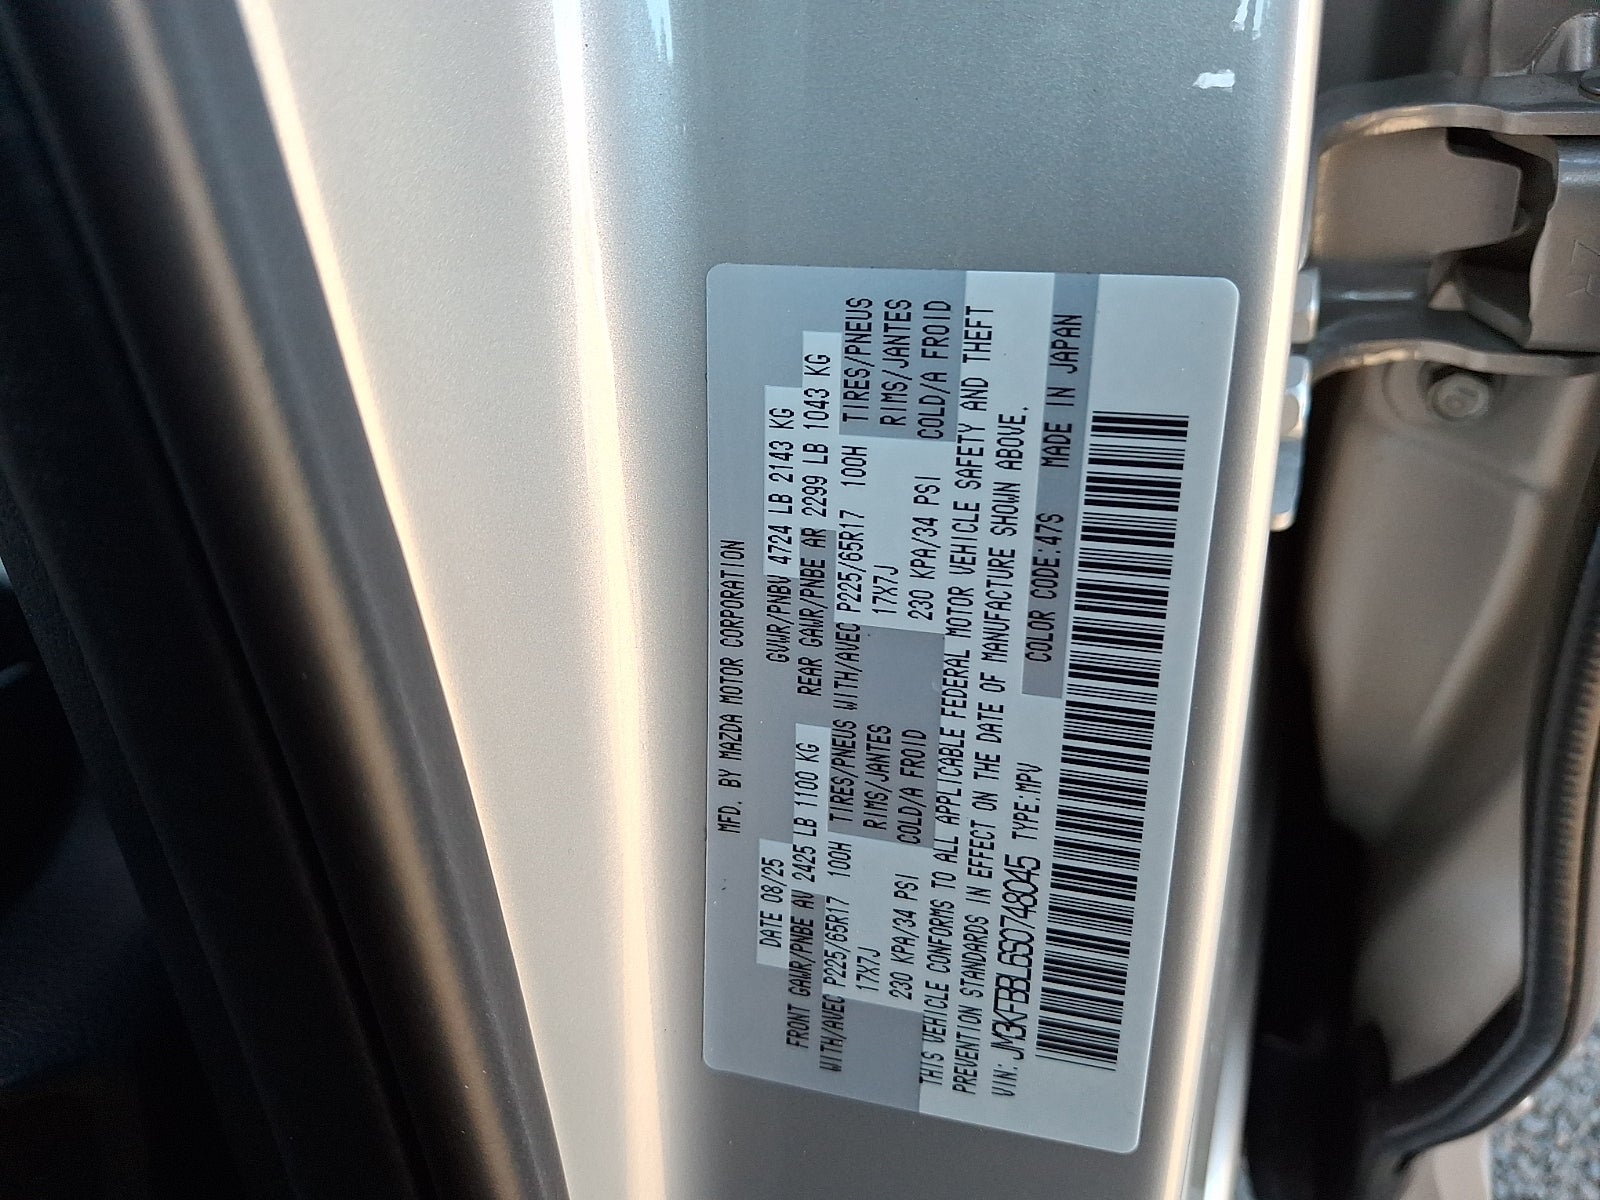 MFD. BY MAZDA MOTOR CORPORATION
DATE 08/25 GVWR/PNBV 4724 LB 2143 KG
FRONT GAWR/PNBE AV 2425 LB 1100 KG REAR GAWR/PNBE AR 2299 LB 1043 KG
WITH/AVEC P225/65R17 100H TIRES/PNEUS WITH/AVEC P225/65R17 100H TIRES/PNEUS
17X7J RIMS/JANTES 17X7J RIMS/JANTES
230 KPA/34 PSI COLD/A FROID 230 KPA/34 PSI COLD/A FROID
THIS VEHICLE CONFORMS TO ALL APPLICABLE FEDERAL MOTOR VEHICLE SAFETY AND THEFT
PREVENTION STANDARDS IN EFFECT ON THE DATE OF MANUFACTURE SHOWN ABOVE.
VIN: JM3KFBBL6S0748045 TYPE:MPV COLOR CODE:47S MADE IN JAPAN